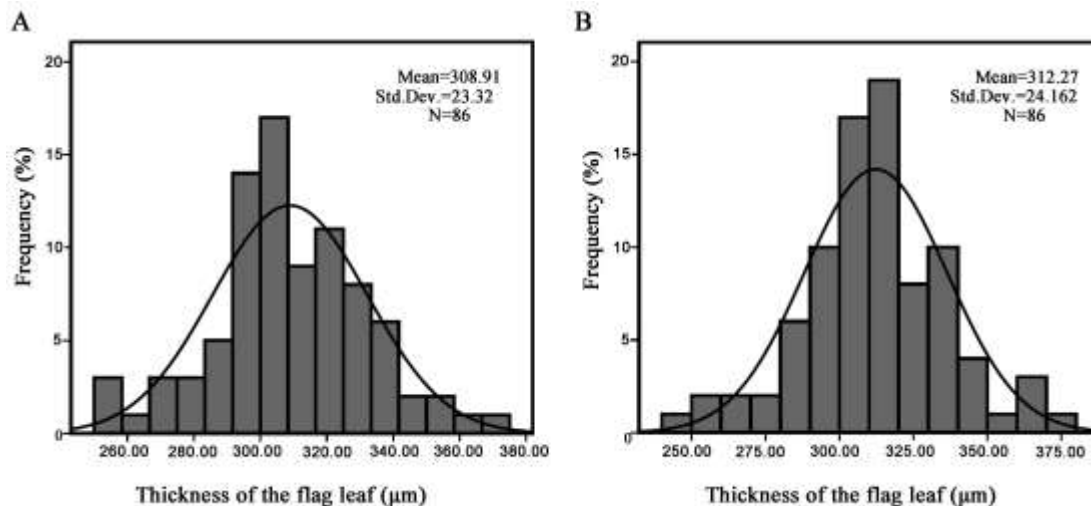 A
Mean=308.91
Std.Dev.=23.32
N=86
Frequency (%)
20
15
10
5
0
260.00 280.00 300.00 320.00 340.00 360.00 380.00
Thickness of the flag leaf (μm)
B
Mean=312.27
Std.Dev.=24.162
N=86
Frequency (%)
20
15
10
5
0
250.00 275.00 300.00 325.00 350.00 375.00
Thickness of the flag leaf (μm)